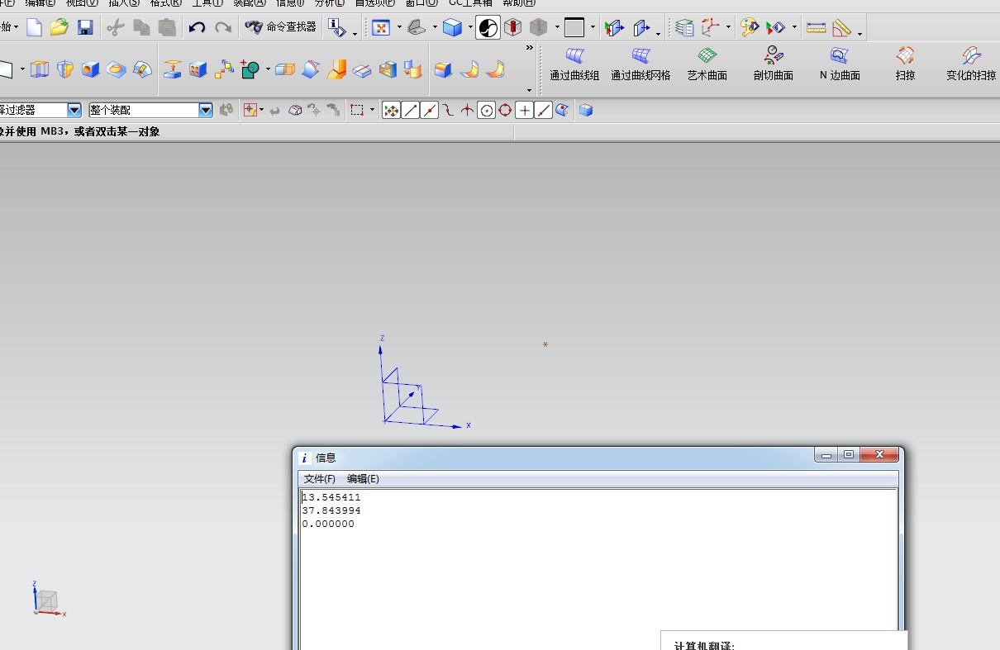 编辑(E) 视图(V) 插入(S) 格式(R) 工具(T) 装配(A) 信息(I) 分析(L) 首选项(P) 窗口(O) GC工具箱 帮助(H)
命令查找器
通过曲线组 通过曲线网格 艺术曲面 剖切曲面 N 边曲面 扫掠 变化的扫掠
过滤器 整个装配
并使用 MB3，或者双击某一对象
Z
Y
X
信息
文件(F) 编辑(E)
13.545411
37.843994
0.000000
Z
X
计算机翻译: